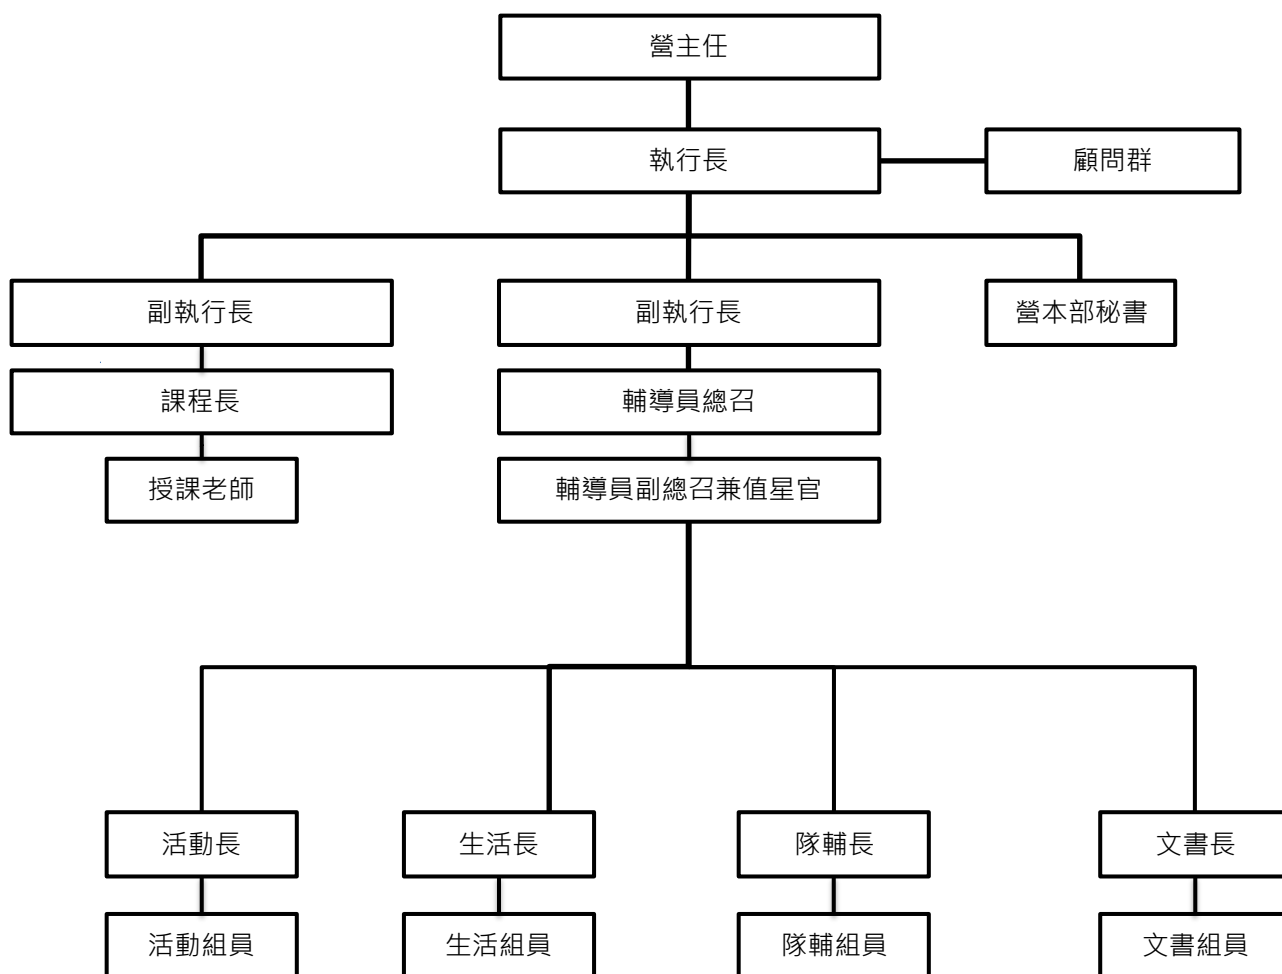 營主任
執行長
顧問群
副執行長
副執行長
營本部秘書
課程長
輔導員總召
授課老師
輔導員副總召兼值星官
活動長
生活長
隊輔長
文書長
活動組員
生活組員
隊輔組員
文書組員